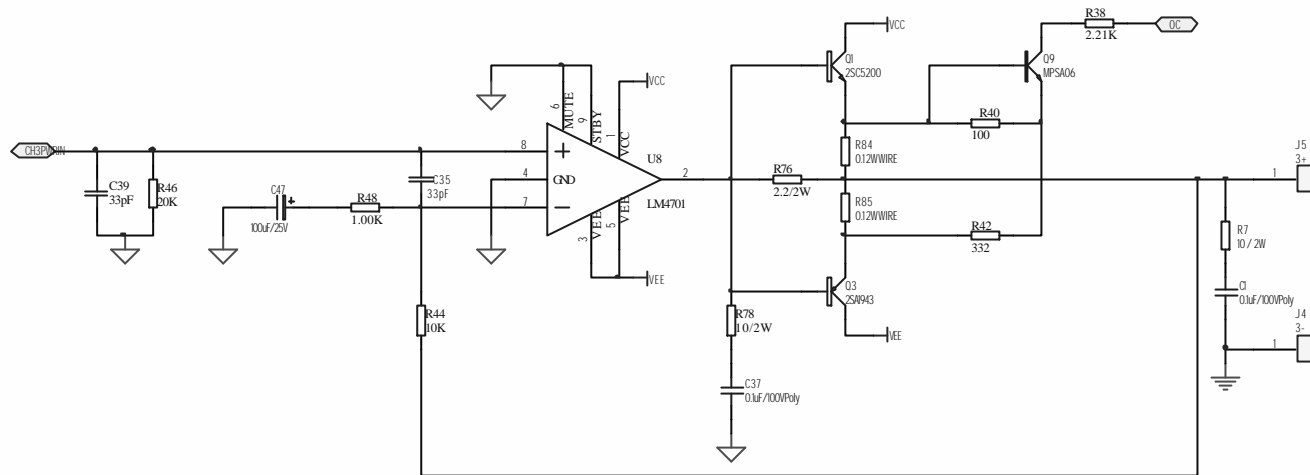 R38
2.21K
OC
VCC
Q1
2SC5200
Q9
MPSA06
VCC
6
MUTE
9
STBY
1
VCC
R40
100
CH3PWRIN
8
U8
R84
0.12WWIRE
J5
3+
1
C39
33pF
R46
20K
C35
33pF
4
GND
2
R76
2.2/2W
C47
100uF/25V
R48
1.00K
7
LM4701
R85
0.12WWIRE
3
VEE
5
VEE
R42
332
R7
10/2W
VEE
Q3
2SA1943
C1
0.1uF/100VPoly
R44
10K
R78
10/2W
VEE
J4
3-
1
C37
0.1uF/100VPoly